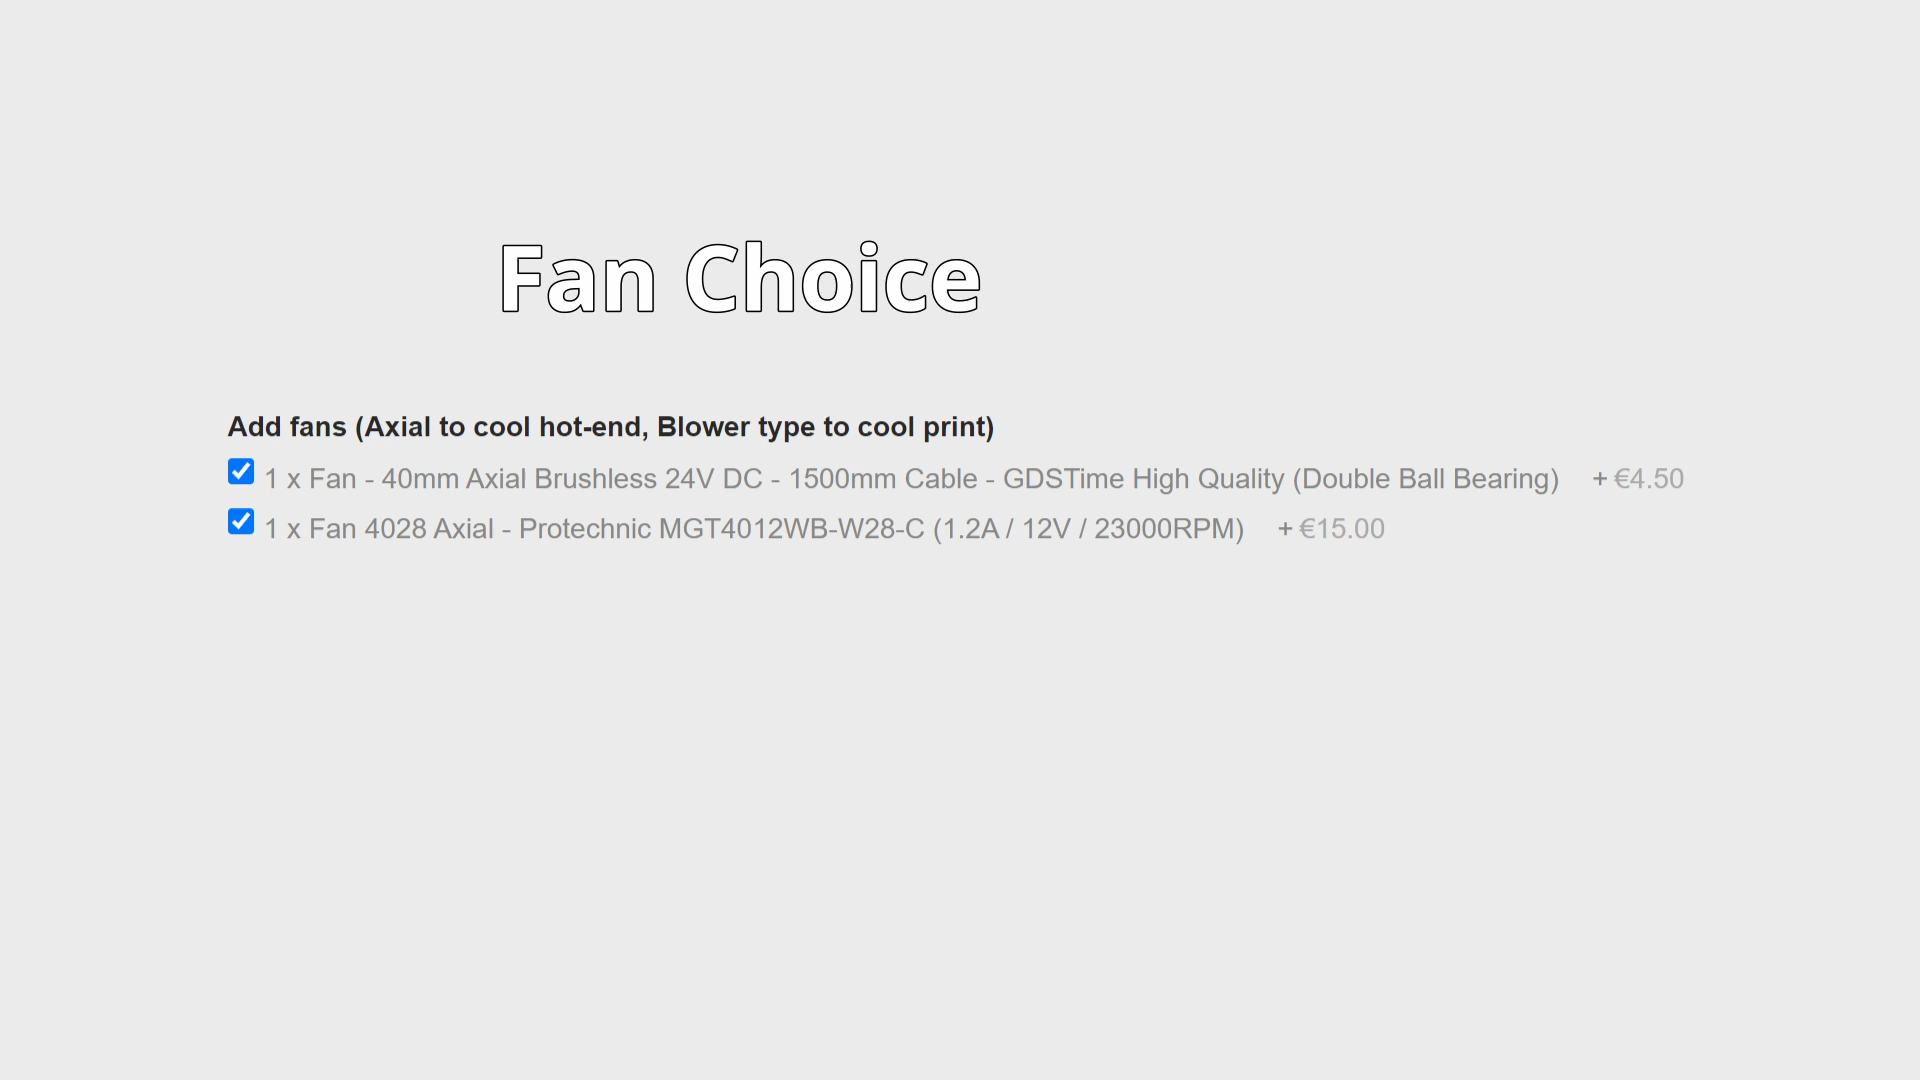 Fan Choice
Add fans (Axial to cool hot-end, Blower type to cool print)
1 x Fan - 40mm Axial Brushless 24V DC - 1500mm Cable - GDSTime High Quality (Double Ball Bearing) + €4.50
1 x Fan 4028 Axial - Protechnic MGT4012WB-W28-C (1.2A / 12V / 23000RPM) + €15.00